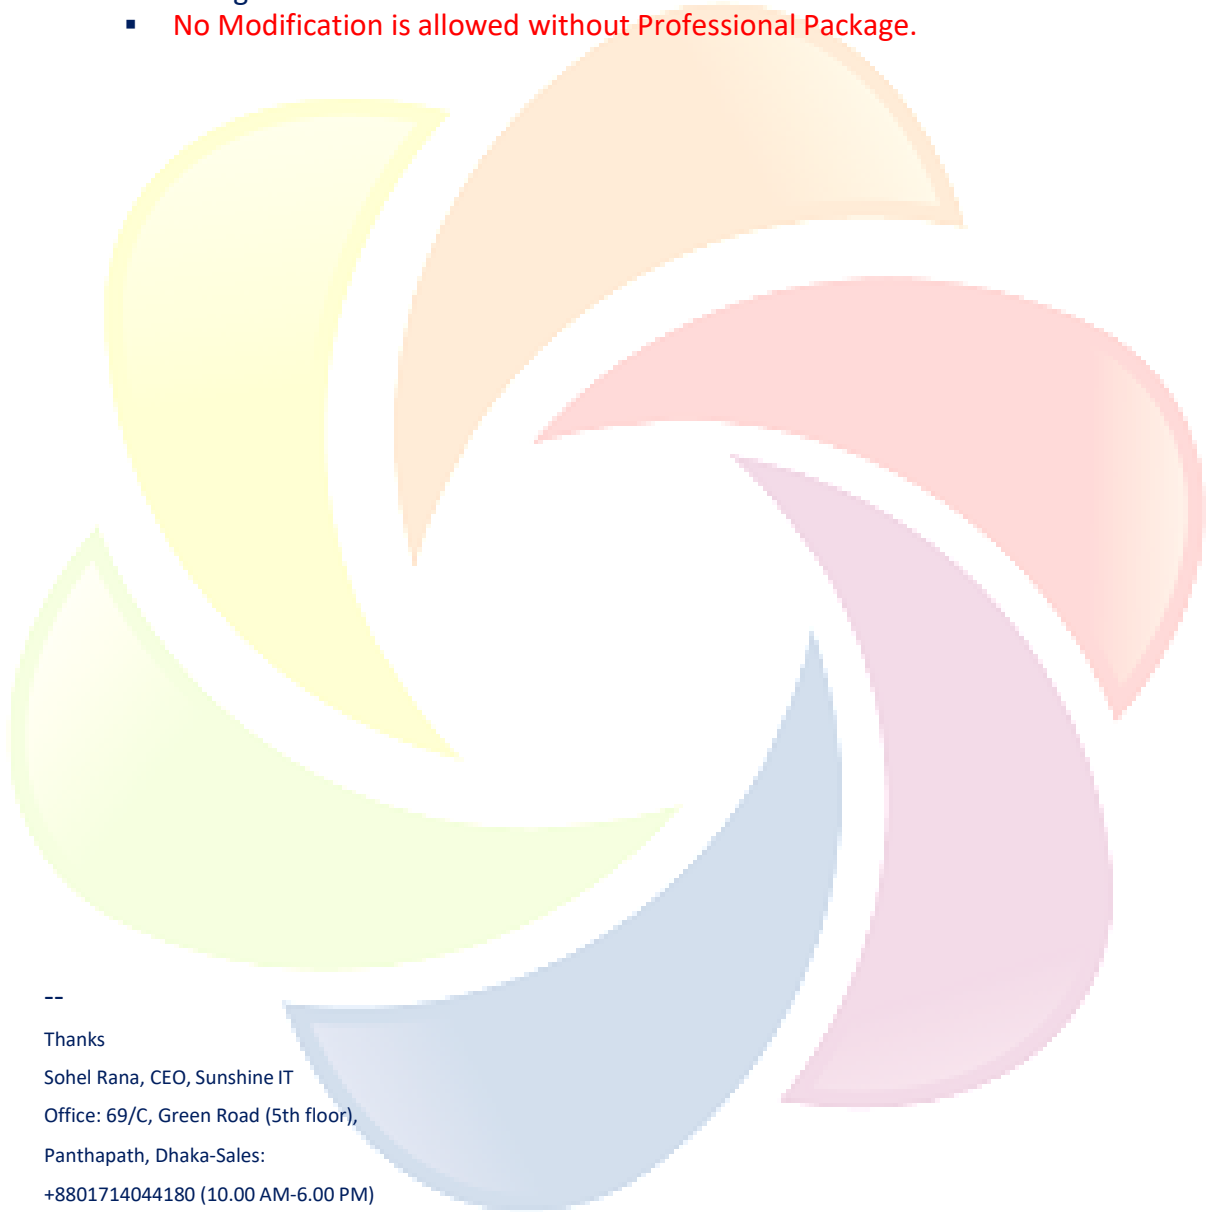 ▪ No Modification is allowed without Professional Package.
--
Thanks
Sohel Rana, CEO, Sunshine IT
Office: 69/C, Green Road (5th floor),
Panthapath, Dhaka-Sales:
+8801714044180 (10.00 AM-6.00 PM)